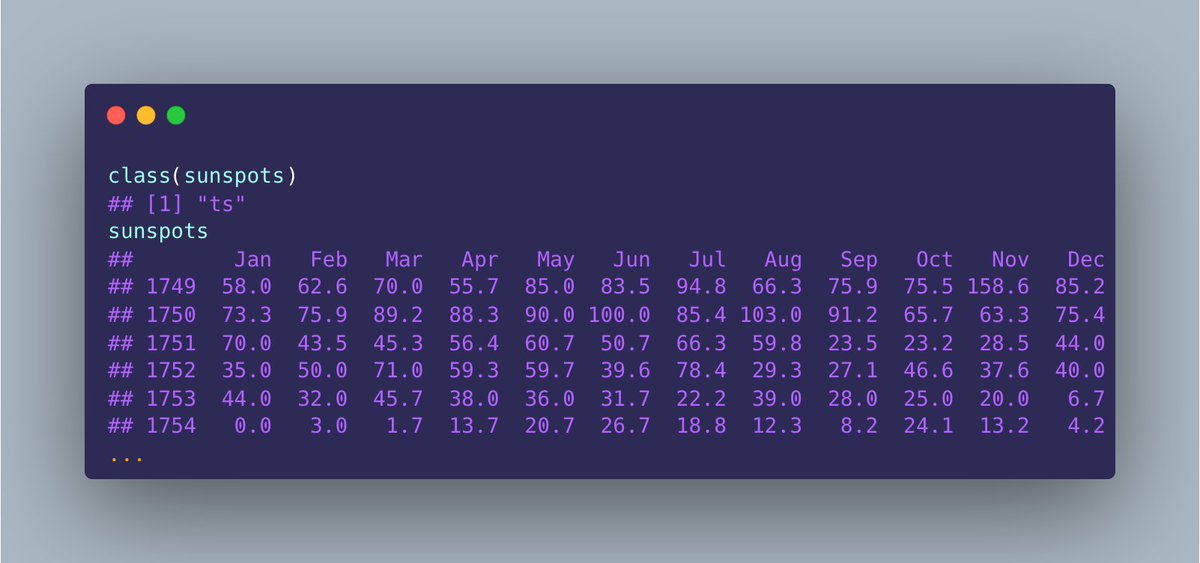 class(sunspots)
## [1] "ts"
sunspots
##        Jan   Feb   Mar   Apr   May   Jun   Jul   Aug   Sep   Oct   Nov   Dec
## 1749  58.0  62.6  70.0  55.7  85.0  83.5  94.8  66.3  75.9  75.5 158.6  85.2
## 1750  73.3  75.9  89.2  88.3  90.0 100.0  85.4 103.0  91.2  65.7  63.3  75.4
## 1751  70.0  43.5  45.3  56.4  60.7  50.7  66.3  59.8  23.5  23.2  28.5  44.0
## 1752  35.0  50.0  71.0  59.3  59.7  39.6  78.4  29.3  27.1  46.6  37.6  40.0
## 1753  44.0  32.0  45.7  38.0  36.0  31.7  22.2  39.0  28.0  25.0  20.0   6.7
## 1754   0.0   3.0   1.7  13.7  20.7  26.7  18.8  12.3   8.2  24.1  13.2   4.2
...